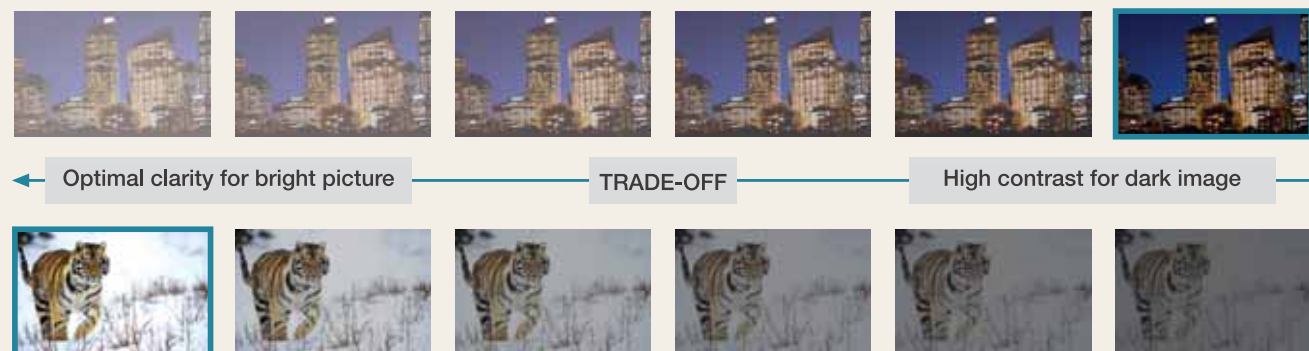 Optimal clarity for bright picture
TRADE-OFF
High contrast for dark image